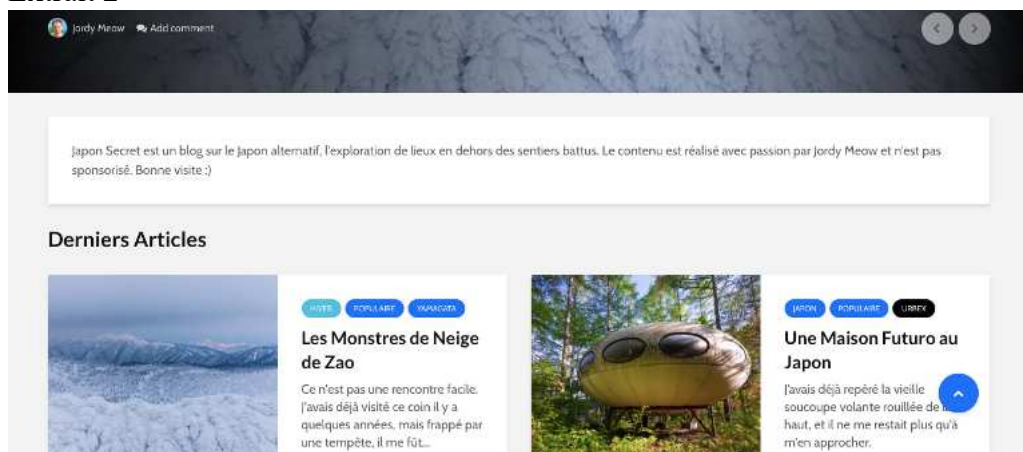 Jordy Meow Add comment
Japon Secret est un blog sur le Japon alternatif, l'exploration de lieux en dehors des sentiers battus. Le contenu est réalisé avec passion par Jordy Meow et n'est pas
sponsorisé. Bonne visite :)
Derniers Articles
HIVER POPULAIRE YAMAGATA
Les Monstres de Neige
de Zao
Ce n'est pas une rencontre facile.
J'avais déjà visité ce coin il y a
quelques années, mais frappé par
une tempête, il me fût...
JAPON POPULAIRE URBEX
Une Maison Futuro au
Japon
J'avais déjà repéré la vieille
soucoupe volante rouillée de
haut, et il ne me restait plus qu'à
m'en approcher.